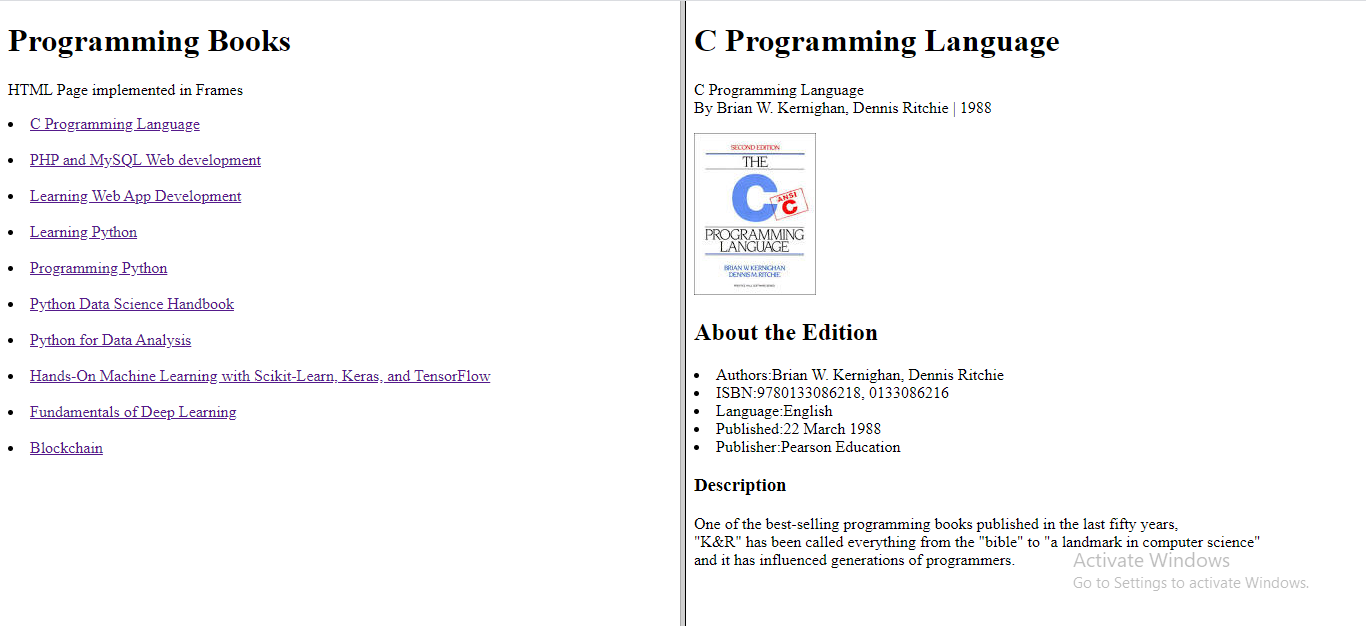 Programming Books
HTML Page implemented in Frames
C Programming Language
PHP and MySQL Web development
Learning Web App Development
Learning Python
Programming Python
Python Data Science Handbook
Python for Data Analysis
Hands-On Machine Learning with Scikit-Learn, Keras, and TensorFlow
Fundamentals of Deep Learning
Blockchain
C Programming Language
C Programming Language
By Brian W. Kernighan, Dennis Ritchie | 1988
SECOND EDITION
THE
C
ANSI
C
PROGRAMMING
LANGUAGE
BRIAN W. KERNIGHAN
DENNIS M. RITCHIE
About the Edition
Authors:Brian W. Kernighan, Dennis Ritchie
ISBN:9780133086218, 0133086216
Language:English
Published:22 March 1988
Publisher:Pearson Education
Description
One of the best-selling programming books published in the last fifty years,
"K&R" has been called everything from the "bible" to "a landmark in computer science"
and it has influenced generations of programmers.
Activate Windows
Go to Settings to activate Windows.